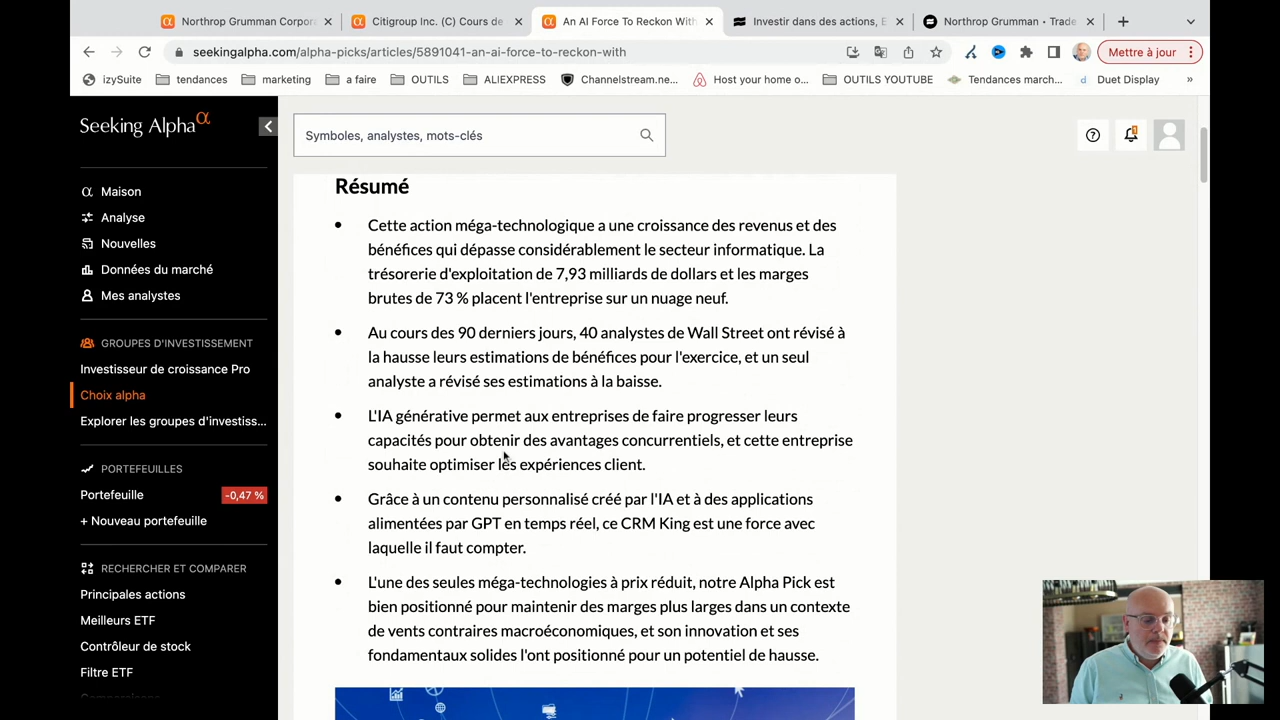 Northrop Grumman Corpor
Citigroup Inc. (C) Cours de
An AI Force To Reckon With
Investir dans des actions, E
Northrop Grumman • Trade
seekingalpha.com/alpha-picks/articles/5891041-an-ai-force-to-reckon-with
Mettre à jour
izySuite
tendances
marketing
a faire
OUTILS
ALIEXPRESS
Channelstream.ne...
Host your home o...
OUTILS YOUTUBE
Tendances march...
Duet Display
»
Seeking Alpha α
Symboles, analystes, mots-clés
Maison
Analyse
Nouvelles
Données du marché
Mes analystes
GROUPES D'INVESTISSEMENT
Investisseur de croissance Pro
Choix alpha
Explorer les groupes d'investiss...
PORTEFEUILLES
Portefeuille
-0,47 %
+ Nouveau portefeuille
RECHERCHER ET COMPARER
Principales actions
Meilleurs ETF
Contrôleur de stock
Filtre ETF
Résumé
Cette action méga-technologique a une croissance des revenus et des
bénéfices qui dépasse considérablement le secteur informatique. La
trésorerie d'exploitation de 7,93 milliards de dollars et les marges
brutes de 73 % placent l'entreprise sur un nuage neuf.
Au cours des 90 derniers jours, 40 analystes de Wall Street ont révisé à
la hausse leurs estimations de bénéfices pour l'exercice, et un seul
analyste a révisé ses estimations à la baisse.
L'IA générative permet aux entreprises de faire progresser leurs
capacités pour obtenir des avantages concurrentiels, et cette entreprise
souhaite optimiser les expériences client.
Grâce à un contenu personnalisé créé par l'IA et à des applications
alimentées par GPT en temps réel, ce CRM King est une force avec
laquelle il faut compter.
L'une des seules méga-technologies à prix réduit, notre Alpha Pick est
bien positionné pour maintenir des marges plus larges dans un contexte
de vents contraires macroéconomiques, et son innovation et ses
fondamentaux solides l'ont positionné pour un potentiel de hausse.